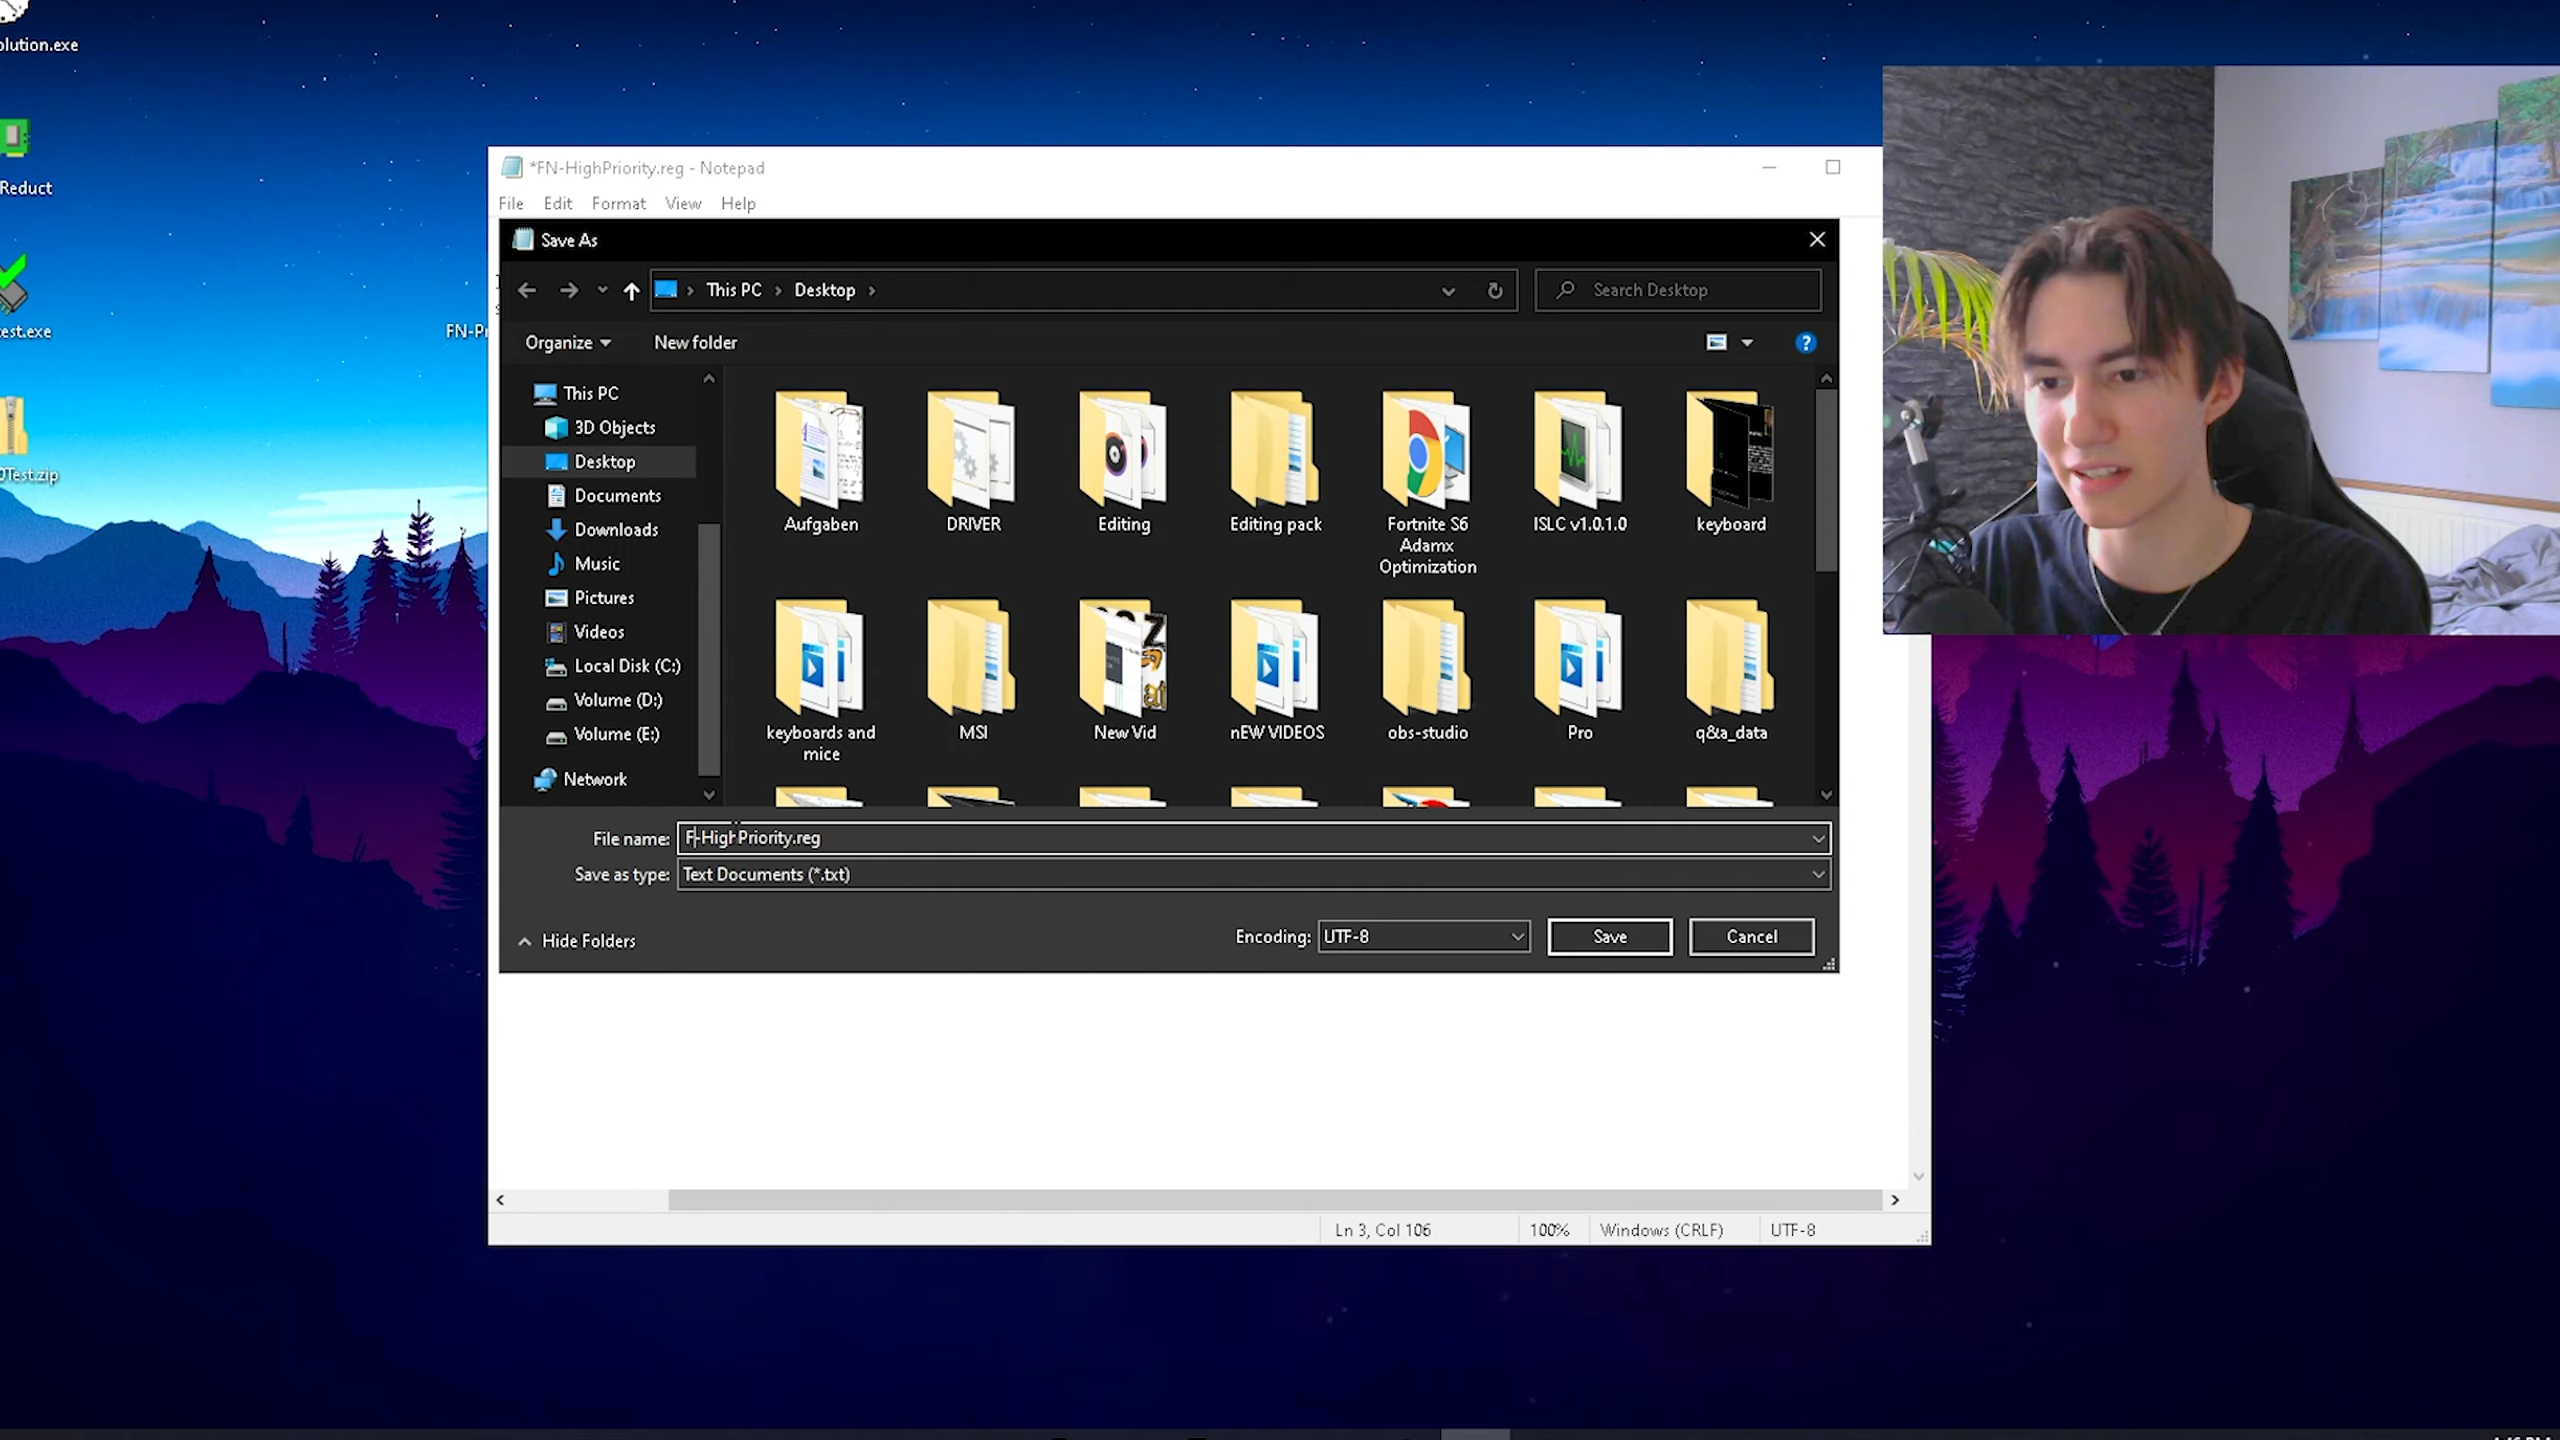 olution.exe
Reduct
est.exe
FN-Pr
Test.zip
*FN-HighPriority.reg - Notepad
File Edit Format View Help
Save As
This PC › Desktop ›
Search Desktop
Organize
New folder
This PC
3D Objects
Desktop
Documents
Downloads
Music
Pictures
Videos
Local Disk (C:)
Volume (D:)
Volume (E:)
Network
Aufgaben
DRIVER
Editing
Editing pack
Fortnite S6
Adamx
Optimization
ISLC v1.0.1.0
keyboard
keyboards and
mice
MSI
New Vid
nEW VIDEOS
obs-studio
Pro
q&a_data
File name: F-HighPriority.reg
Save as type: Text Documents (*.txt)
Hide Folders
Encoding: UTF-8
Save
Cancel
Ln 3, Col 106
100%
Windows (CRLF)
UTF-8